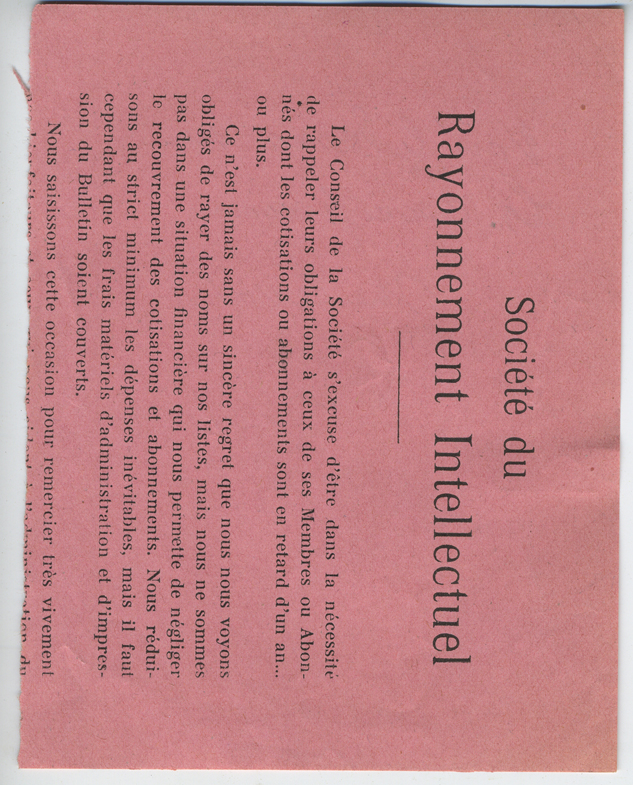 Société du
Rayonnement Intellectuel
Le Conseil de la Société s'excuse d'être dans la nécessité
de rappeler leurs obligations à ceux de ses Membres ou Abon-
nés dont les cotisations ou abonnements sont en retard d'un an...
ou plus.
Ce n'est jamais sans un sincère regret que nous nous voyons
obligés de rayer des noms sur nos listes, mais nous ne sommes
pas dans une situation financière qui nous permette de négliger
le recouvrement des cotisations et abonnements. Nous rédui-
sons au strict minimum les dépenses inévitables, mais il faut
cependant que les frais matériels d'administration et d'impres-
sion du Bulletin soient couverts.
Nous saisissons cette occasion pour remercier très vivement
l'administration du